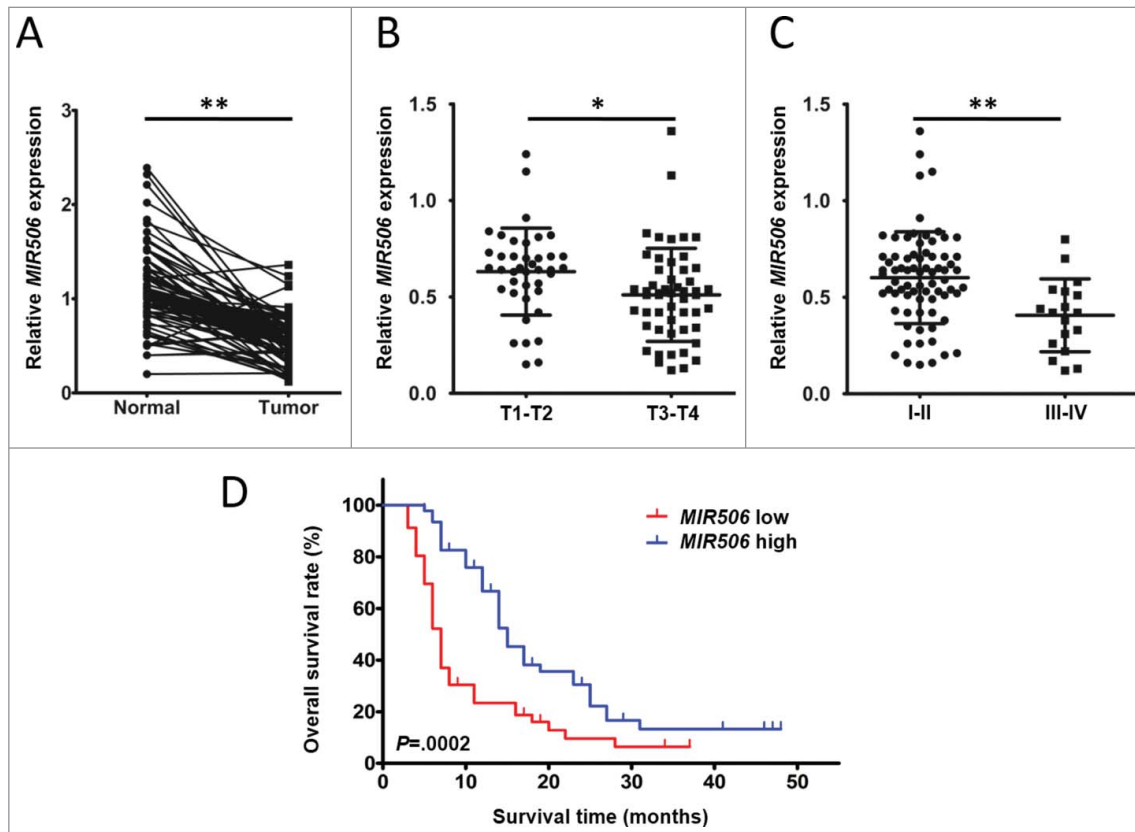 A
Relative MIR506 expression
3
2
1
0
**
Normal Tumor
B
Relative MIR506 expression
1.5
1.0
0.5
0.0
*
T1-T2 T3-T4
C
Relative MIR506 expression
1.5
1.0
0.5
0.0
**
I-II III-IV
D
Overall survival rate (%)
100
80
60
40
20
0
MIR506 low
MIR506 high
P=.0002
0 10 20 30 40 50
Survival time (months)